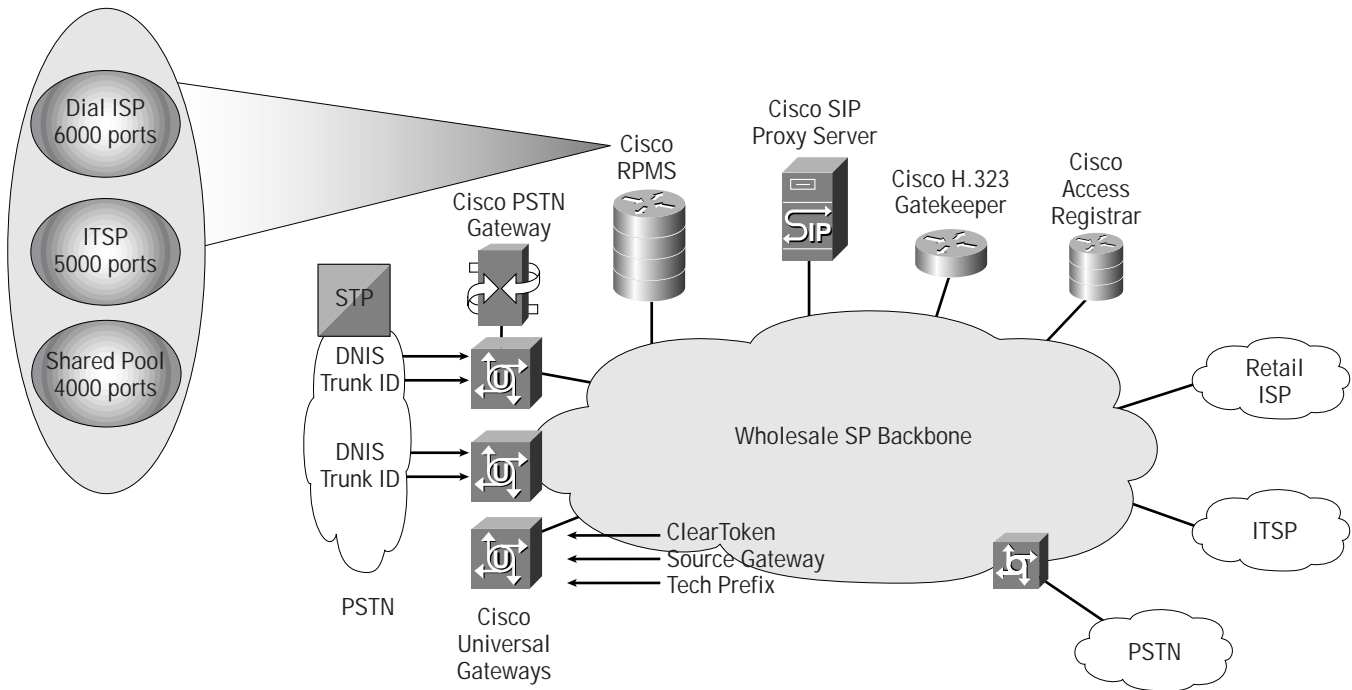 Dial ISP
6000 ports
ITSP
5000 ports
Shared Pool
4000 ports
Cisco PSTN
Gateway
Cisco
RPMS
Cisco SIP
Proxy Server
SIP
Cisco H.323
Gatekeeper
Cisco
Access
Registrar
STP
DNIS
Trunk ID
U
DNIS
Trunk ID
U
U
Wholesale SP Backbone
ClearToken
Source Gateway
Tech Prefix
Retail
ISP
ITSP
PSTN
PSTN
Cisco
Universal
Gateways